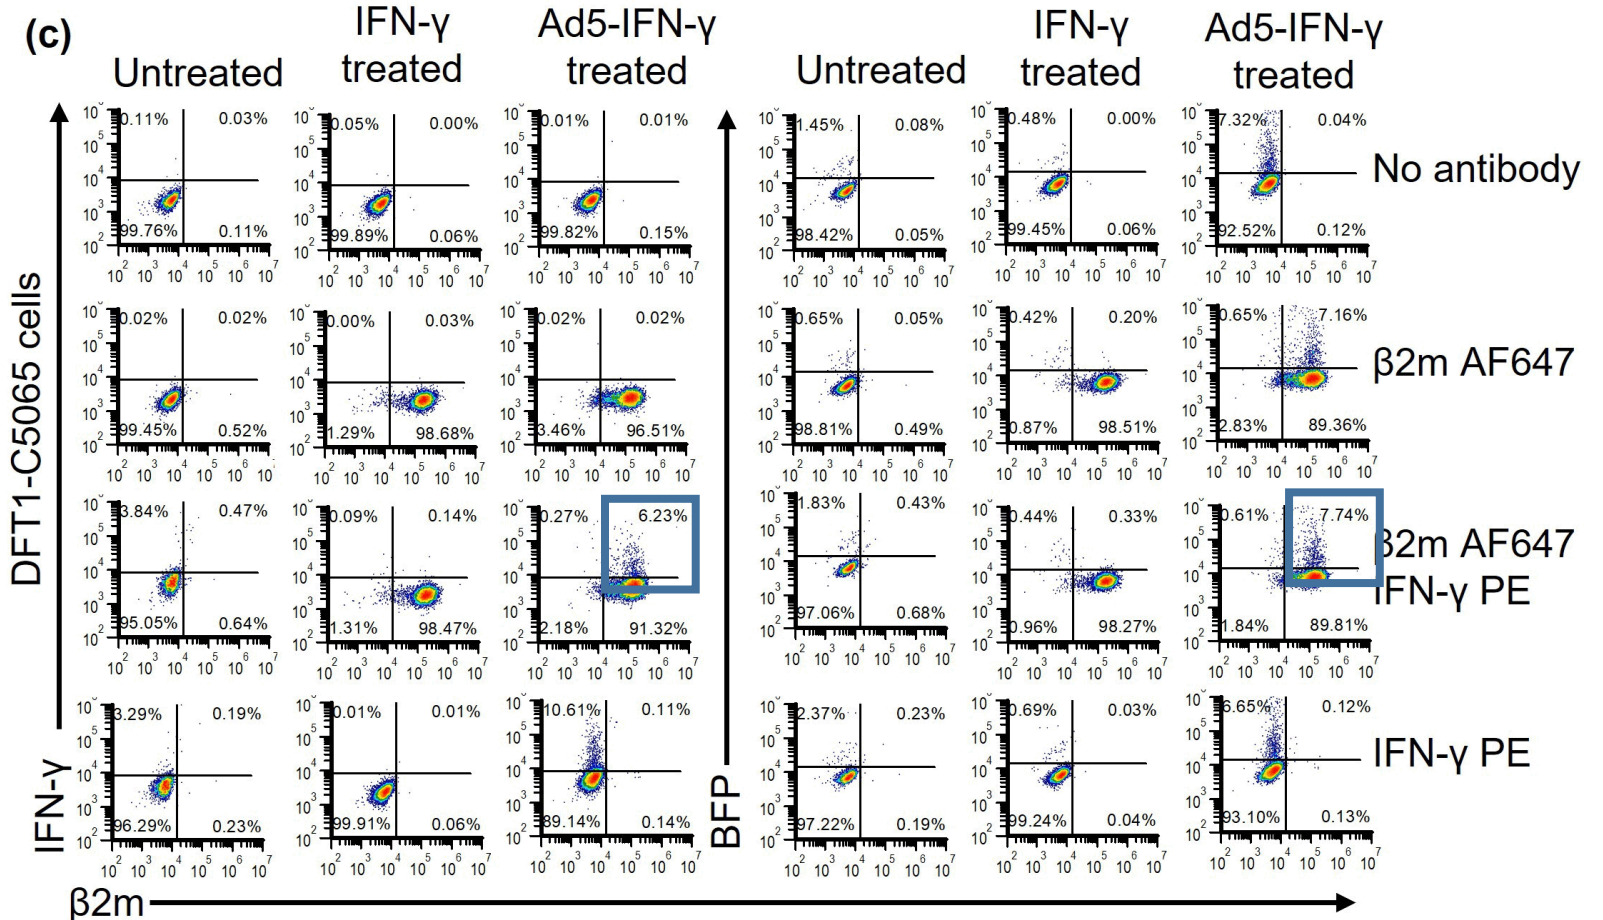 (c)
Untreated
IFN-γ
treated
Ad5-IFN-γ
treated
Untreated
IFN-γ
treated
Ad5-IFN-γ
treated
DFT1-C5065 cells
IFN-γ
BFP
β2m
0.11% 0.03%
99.76% 0.11%
0.05% 0.00%
99.89% 0.06%
0.01% 0.01%
99.82% 0.15%
1.45% 0.08%
98.42% 0.05%
0.48% 0.00%
99.45% 0.06%
7.32% 0.04%
92.52% 0.12%
No antibody
0.02% 0.02%
99.45% 0.52%
0.00% 0.03%
1.29% 98.68%
0.02% 0.02%
3.46% 96.51%
0.65% 0.05%
98.81% 0.49%
0.42% 0.20%
0.87% 98.51%
0.65% 7.16%
2.83% 89.36%
β2m AF647
3.84% 0.47%
95.05% 0.64%
0.09% 0.14%
1.31% 98.47%
0.27% 6.23%
2.18% 91.32%
1.83% 0.43%
97.06% 0.68%
0.44% 0.33%
0.96% 98.27%
0.61% 7.74%
1.84% 89.81%
β2m AF647
IFN-γ PE
3.29% 0.19%
96.29% 0.23%
0.01% 0.01%
99.91% 0.06%
10.61% 0.11%
89.14% 0.14%
2.37% 0.23%
97.22% 0.19%
0.69% 0.03%
99.24% 0.04%
6.65% 0.12%
93.10% 0.13%
IFN-γ PE